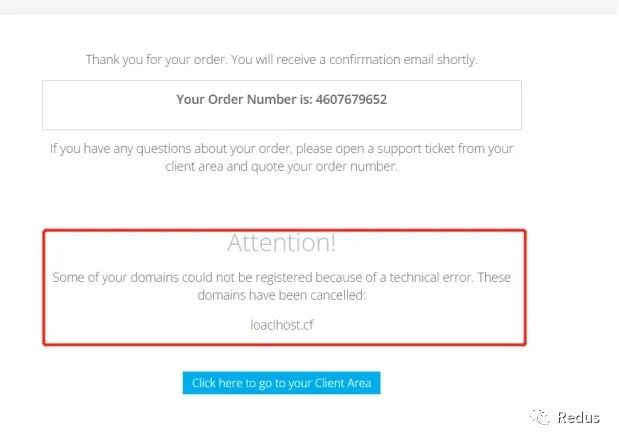 Thank you for your order. You will receive a confirmation email shortly.
Your Order Number is: 4607679652
If you have any questions about your order, please open a support ticket from your
client area and quote your order number.
Attention!
Some of your domains could not be registered because of a technical error. These
domains have been cancelled:
loaclhost.cf
Click here to go to your Client Area
Redus